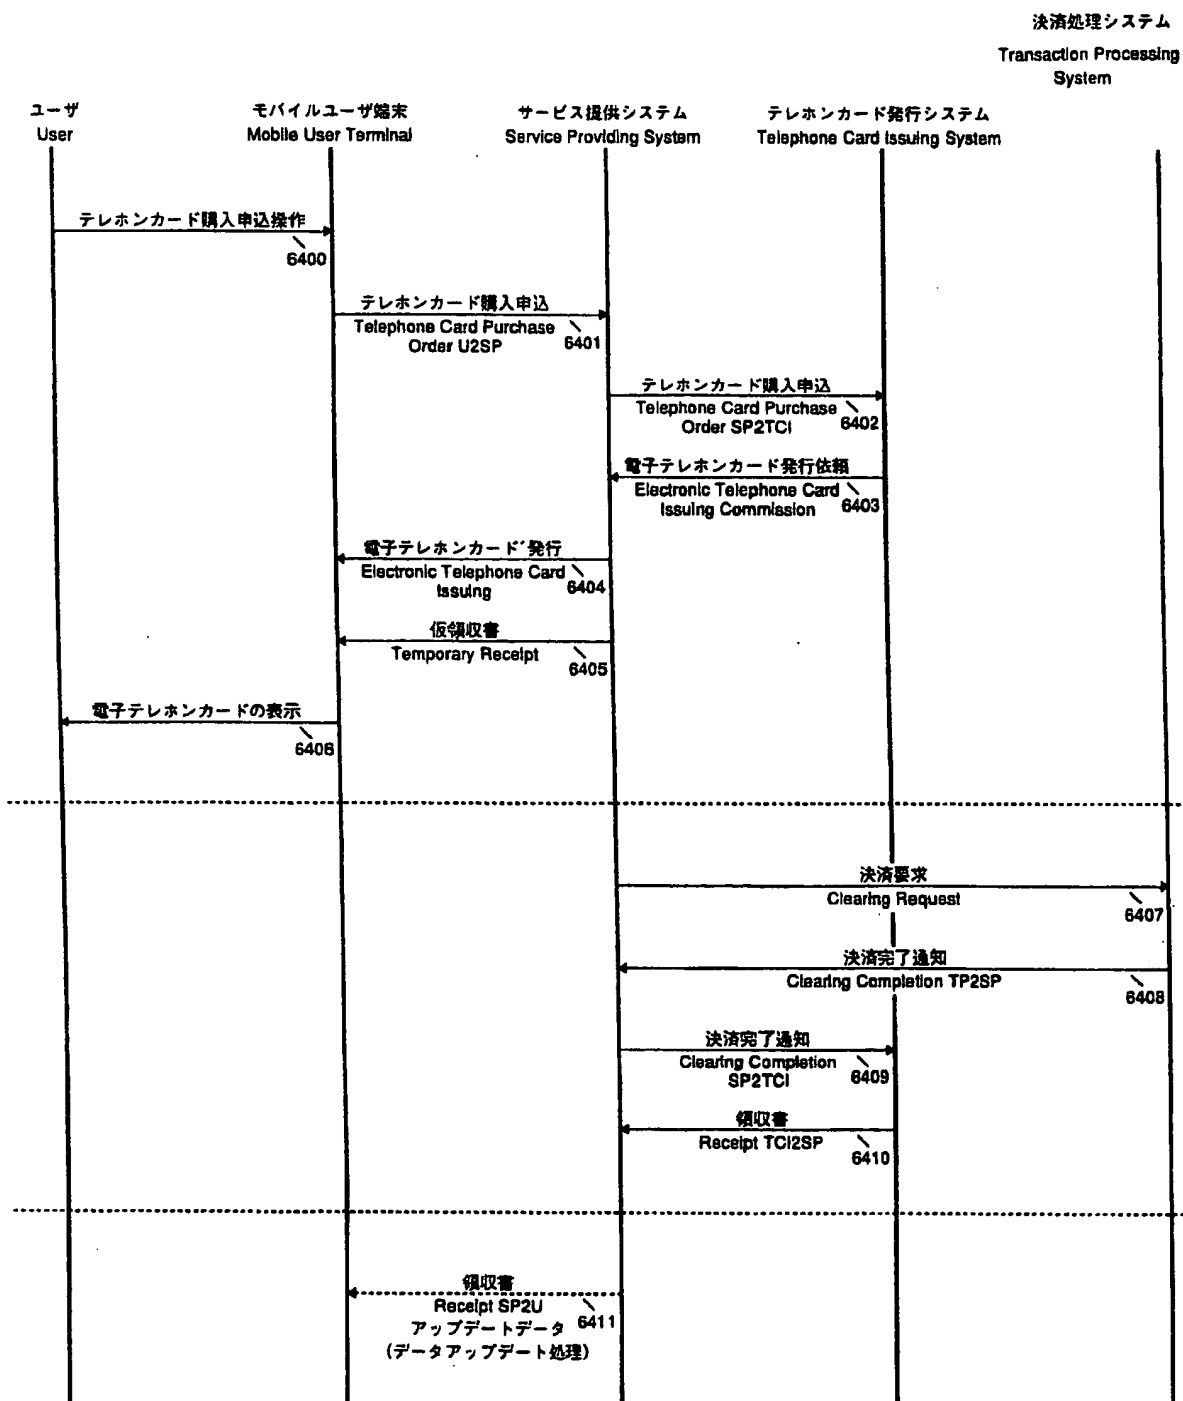 決済処理システム
Transaction Processing
System
ユーザ
User
モバイルユーザ端末
Mobile User Terminal
サービス提供システム
Service Providing System
テレホンカード発行システム
Telephone Card Issuing System
テレホンカード購入申込操作
6400
テレホンカード購入申込
Telephone Card Purchase
Order U2SP
6401
テレホンカード購入申込
Telephone Card Purchase
Order SP2TCI
6402
電子テレホンカード発行依頼
Electronic Telephone Card
Issuing Commission
6403
電子テレホンカード発行
Electronic Telephone Card
Issuing
6404
仮領収書
Temporary Receipt
6405
電子テレホンカードの表示
6406
決済要求
Clearing Request
6407
決済完了通知
Clearing Completion TP2SP
6408
決済完了通知
Clearing Completion
SP2TCI
6409
領収書
Receipt TCI2SP
6410
領収書
Receipt SP2U
6411
アップデートデータ
(データアップデート処理)